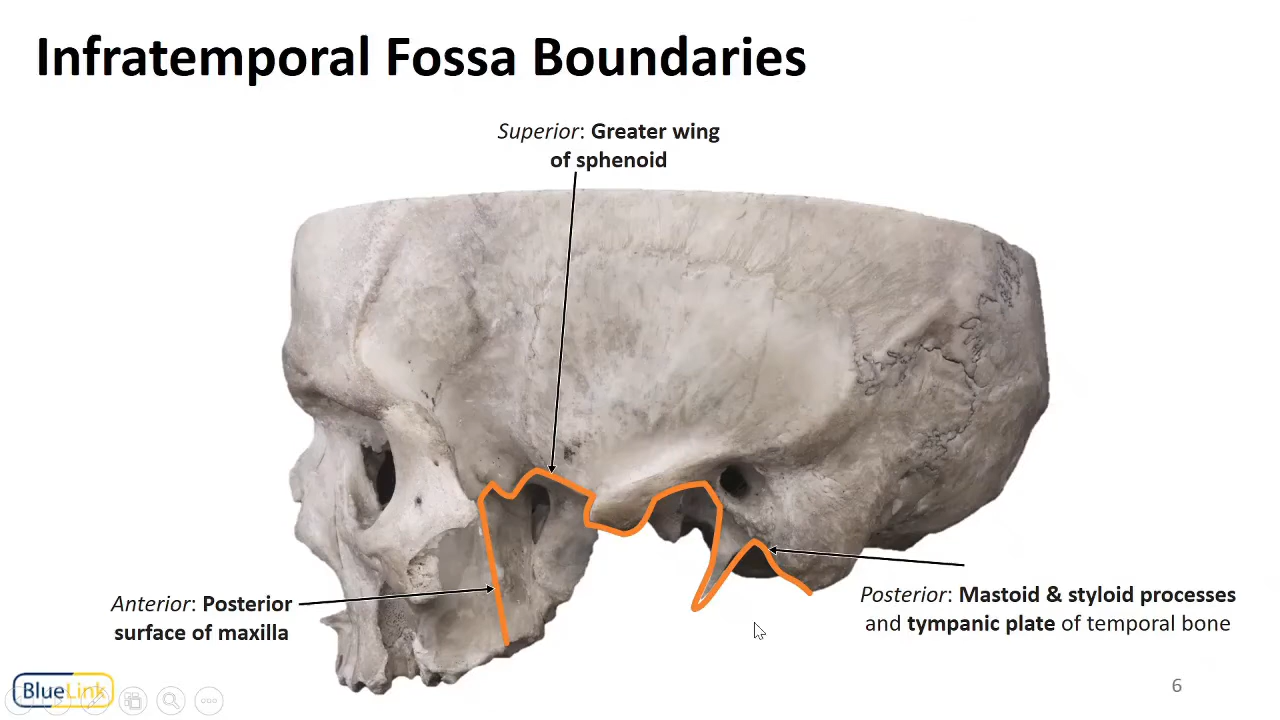 Infratemporal Fossa Boundaries
Superior: Greater wing
of sphenoid
Anterior: Posterior
surface of maxilla
Posterior: Mastoid & styloid processes
and tympanic plate of temporal bone
BlueLink
6